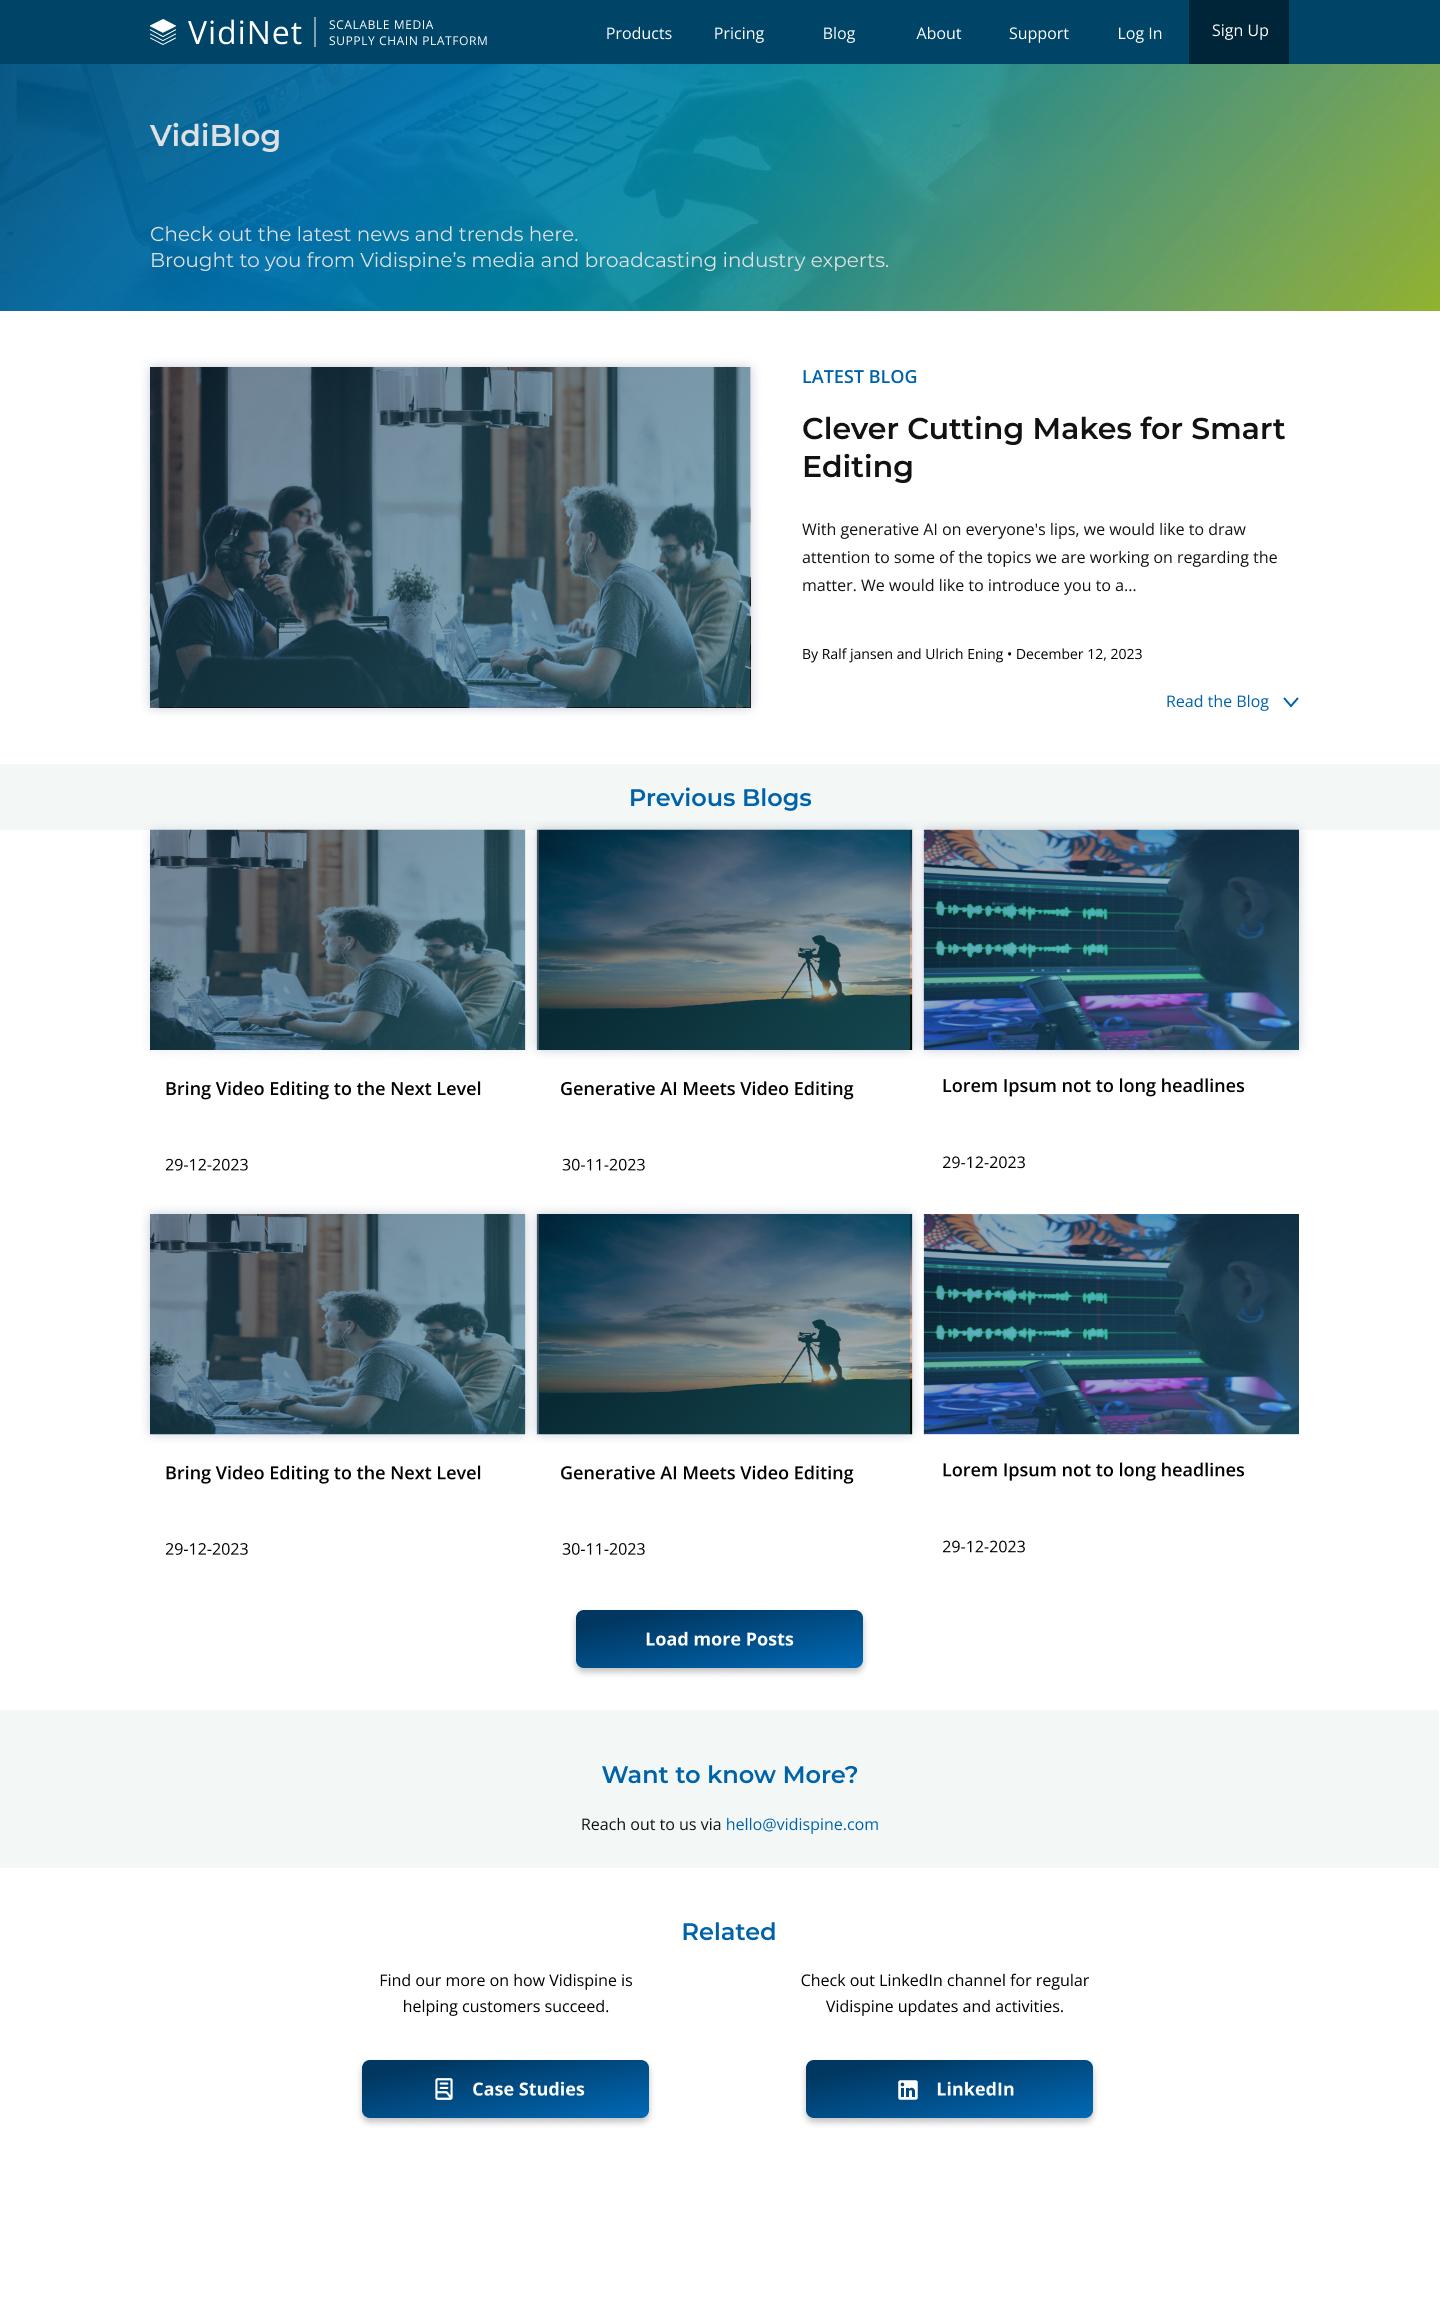 VidiNet
SCALABLE MEDIA
SUPPLY CHAIN PLATFORM
Products
Pricing
Blog
About
Support
Log In
Sign Up
VidiBlog
Check out the latest news and trends here.
Brought to you from Vidispine’s media and broadcasting industry experts.
LATEST BLOG
Clever Cutting Makes for Smart
Editing
With generative AI on everyone's lips, we would like to draw
attention to some of the topics we are working on regarding the
matter. We would like to introduce you to a...
By Ralf jansen and Ulrich Ening • December 12, 2023
Read the Blog
Previous Blogs
Bring Video Editing to the Next Level
29-12-2023
Generative AI Meets Video Editing
30-11-2023
Lorem Ipsum not to long headlines
29-12-2023
Bring Video Editing to the Next Level
29-12-2023
Generative AI Meets Video Editing
30-11-2023
Lorem Ipsum not to long headlines
29-12-2023
Load more Posts
Want to know More?
Reach out to us via hello@vidispine.com
Related
Find our more on how Vidispine is
helping customers succeed.
Case Studies
Check out LinkedIn channel for regular
Vidispine updates and activities.
LinkedIn